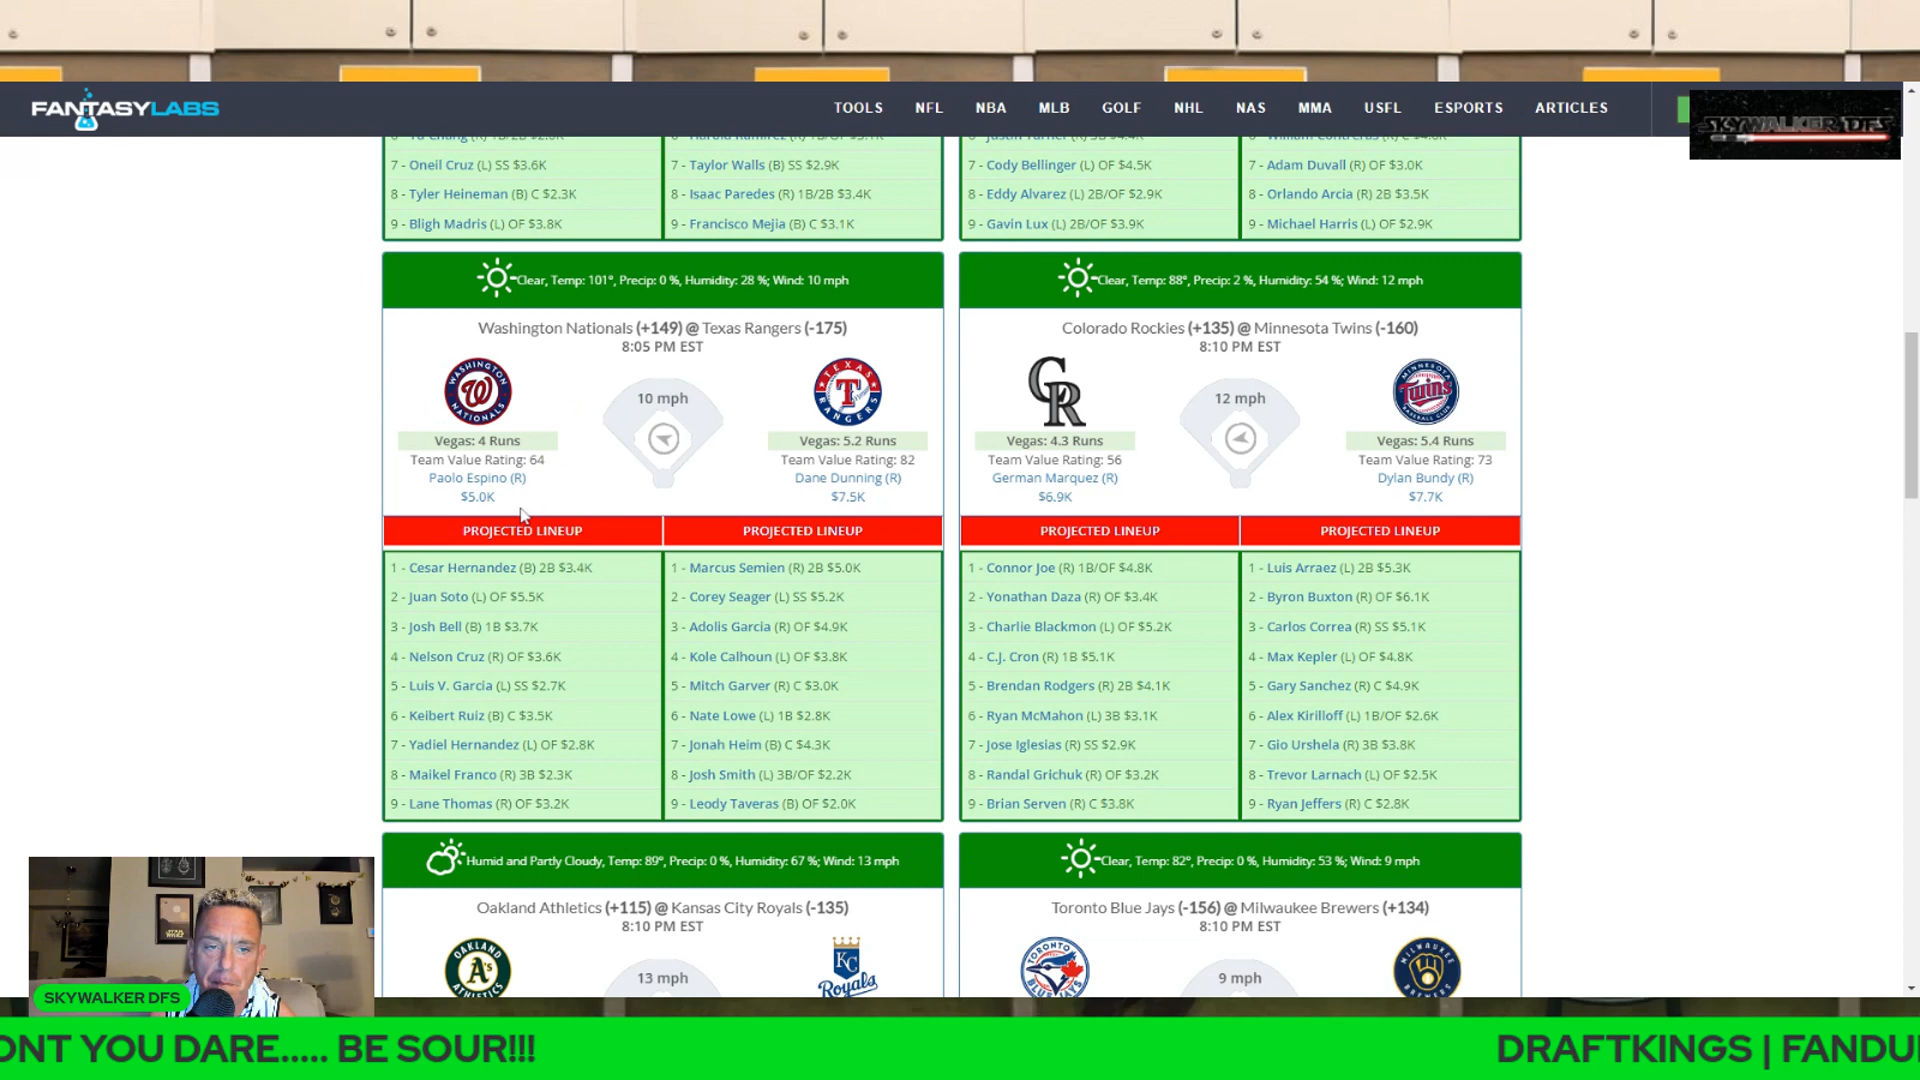 FANTASYLABS
TOOLS NFL NBA MLB GOLF NHL NAS MMA USFL ESPORTS ARTICLES
SKYWALKER DFS
7 - Oneil Cruz (L) SS $3.6K
8 - Tyler Heineman (B) C $2.3K
9 - Bligh Madris (L) OF $3.8K
7 - Taylor Walls (B) SS $2.9K
8 - Isaac Paredes (R) 1B/2B $3.4K
9 - Francisco Mejia (B) C $3.1K
7 - Cody Bellinger (L) OF $4.5K
8 - Eddy Alvarez (L) 2B/OF $2.9K
9 - Gavin Lux (L) 2B/OF $3.9K
7 - Adam Duvall (R) OF $3.0K
8 - Orlando Arcia (R) 2B $3.5K
9 - Michael Harris (L) OF $2.9K
Clear, Temp: 101°, Precip: 0 %, Humidity: 28 %; Wind: 10 mph
Washington Nationals (+149) @ Texas Rangers (-175)
8:05 PM EST
WASHINGTON NATIONALS
W
10 mph
TEXAS RANGERS
T
Vegas: 4 Runs
Team Value Rating: 64
Paolo Espino (R)
$5.0K
Vegas: 5.2 Runs
Team Value Rating: 82
Dane Dunning (R)
$7.5K
PROJECTED LINEUP
PROJECTED LINEUP
1 - Cesar Hernandez (B) 2B $3.4K
2 - Juan Soto (L) OF $5.5K
3 - Josh Bell (B) 1B $3.7K
4 - Nelson Cruz (R) OF $3.6K
5 - Luis V. Garcia (L) SS $2.7K
6 - Keibert Ruiz (B) C $3.5K
7 - Yadiel Hernandez (L) OF $2.8K
8 - Maikel Franco (R) 3B $2.3K
9 - Lane Thomas (R) OF $3.2K
1 - Marcus Semien (R) 2B $5.0K
2 - Corey Seager (L) SS $5.2K
3 - Adolis Garcia (R) OF $4.9K
4 - Kole Calhoun (L) OF $3.8K
5 - Mitch Garver (R) C $3.0K
6 - Nate Lowe (L) 1B $2.8K
7 - Jonah Heim (B) C $4.3K
8 - Josh Smith (L) 3B/OF $2.2K
9 - Leody Taveras (B) OF $2.0K
Clear, Temp: 88°, Precip: 2 %, Humidity: 54 %; Wind: 12 mph
Colorado Rockies (+135) @ Minnesota Twins (-160)
8:10 PM EST
CR
12 mph
MINNESOTA
Twins
BASEBALL CLUB
Vegas: 4.3 Runs
Team Value Rating: 56
German Marquez (R)
$6.9K
Vegas: 5.4 Runs
Team Value Rating: 73
Dylan Bundy (R)
$7.7K
PROJECTED LINEUP
PROJECTED LINEUP
1 - Connor Joe (R) 1B/OF $4.8K
2 - Yonathan Daza (R) OF $3.4K
3 - Charlie Blackmon (L) OF $5.2K
4 - C.J. Cron (R) 1B $5.1K
5 - Brendan Rodgers (R) 2B $4.1K
6 - Ryan McMahon (L) 3B $3.1K
7 - Jose Iglesias (R) SS $2.9K
8 - Randal Grichuk (R) OF $3.2K
9 - Brian Serven (R) C $3.8K
1 - Luis Arraez (L) 2B $5.3K
2 - Byron Buxton (R) OF $6.1K
3 - Carlos Correa (R) SS $5.1K
4 - Max Kepler (L) OF $4.8K
5 - Gary Sanchez (R) C $4.9K
6 - Alex Kirilloff (L) 1B/OF $2.6K
7 - Gio Urshela (R) 3B $3.8K
8 - Trevor Larnach (L) OF $2.5K
9 - Ryan Jeffers (R) C $2.8K
Humid and Partly Cloudy, Temp: 89°, Precip: 0 %, Humidity: 67 %; Wind: 13 mph
Oakland Athletics (+115) @ Kansas City Royals (-135)
8:10 PM EST
OAKLAND
A's
ATHLETICS
13 mph
KC
Royals
Clear, Temp: 82°, Precip: 0 %, Humidity: 53 %; Wind: 9 mph
Toronto Blue Jays (-156) @ Milwaukee Brewers (+134)
8:10 PM EST
TORONTO
BLUE JAYS
9 mph
SKYWALKER DFS
ONT YOU DARE..... BE SOUR!!!
DRAFTKINGS | FANDU